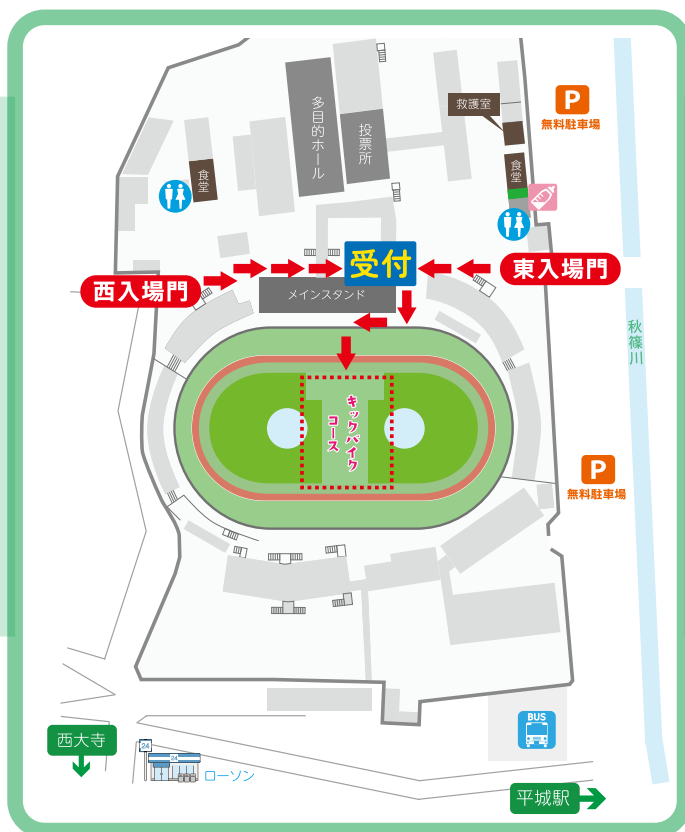 P
無料駐車場
救護室
多目的ホール
投票所
食堂
食堂
受付
東入場門
西入場門
メインスタンド
秋篠川
キックバイク
コース
P
無料駐車場
BUS
西大寺
24
24
ローソン
平城駅